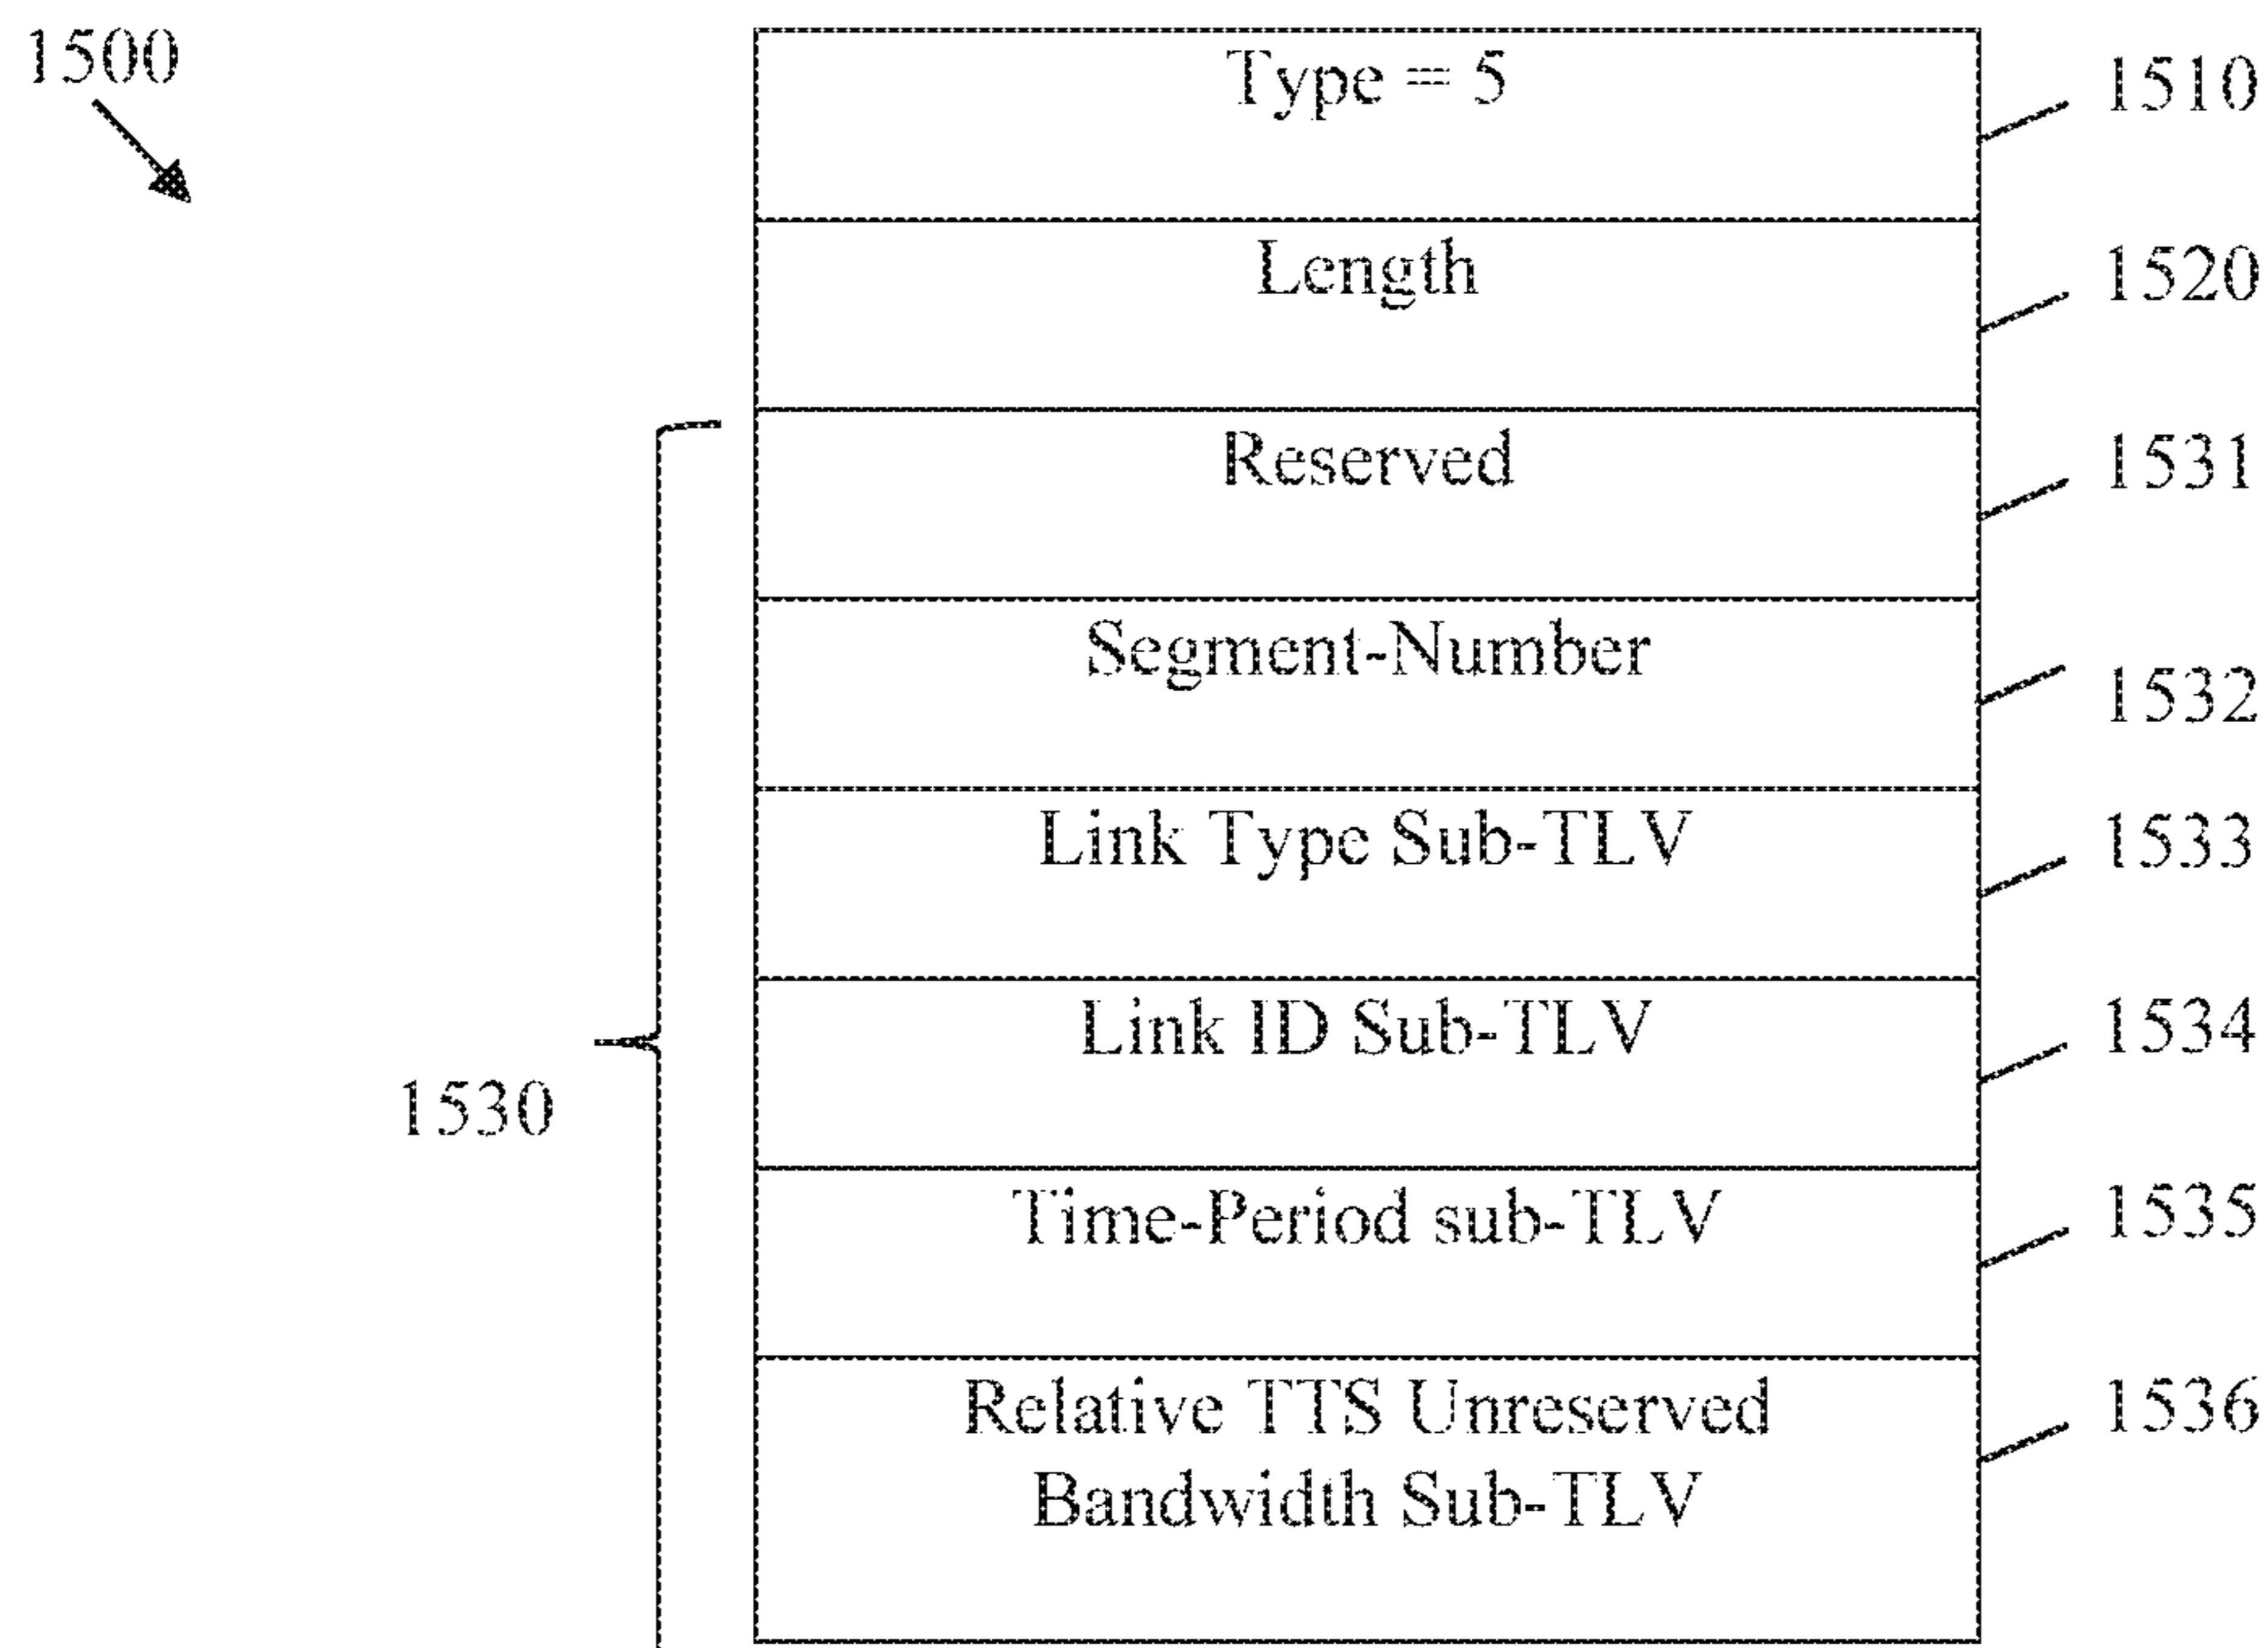 1500
Type = 5
1510
Length
1520
Reserved
1531
Segment-Number
1532
Link Type Sub-TLV
1533
Link ID Sub-TLV
1534
1530
Time-Period sub-TLV
1535
Relative TTS Unreserved
Bandwidth Sub-TLV
1536